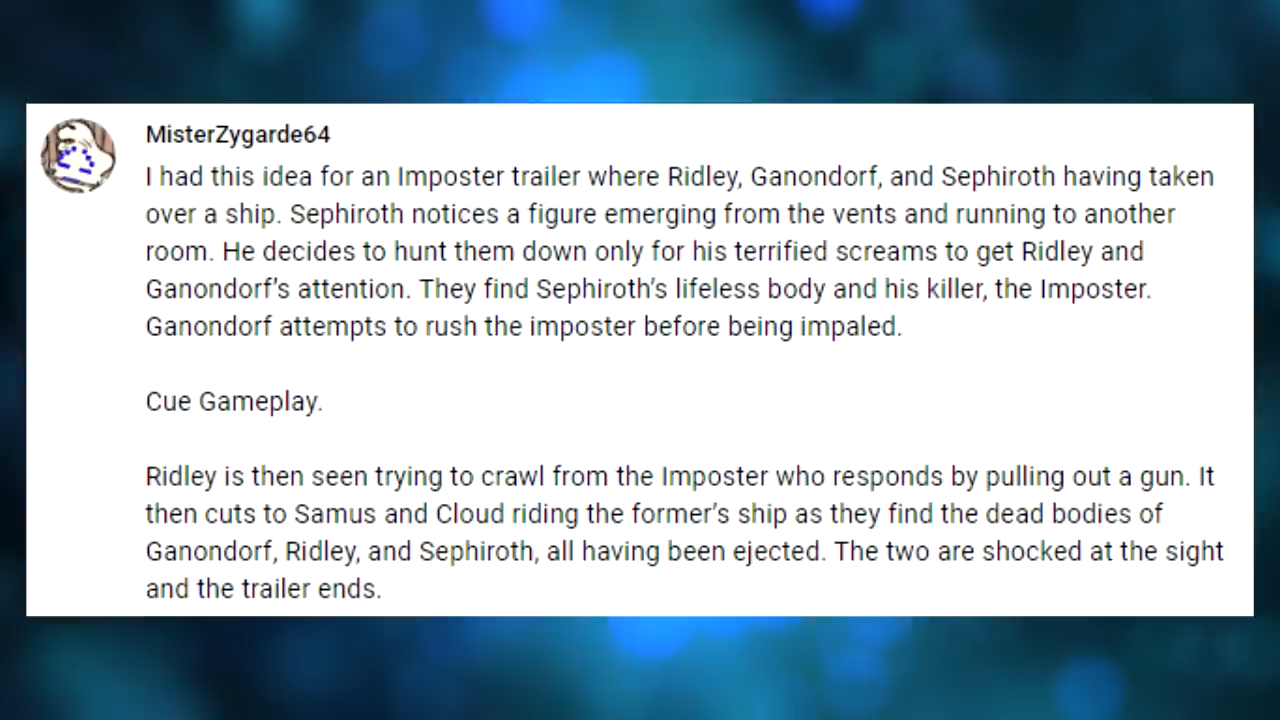 MisterZygarde64
I had this idea for an Imposter trailer where Ridley, Ganondorf, and Sephiroth having taken
over a ship. Sephiroth notices a figure emerging from the vents and running to another
room. He decides to hunt them down only for his terrified screams to get Ridley and
Ganondorf’s attention. They find Sephiroth’s lifeless body and his killer, the Imposter.
Ganondorf attempts to rush the imposter before being impaled.
Cue Gameplay.
Ridley is then seen trying to crawl from the Imposter who responds by pulling out a gun. It
then cuts to Samus and Cloud riding the former’s ship as they find the dead bodies of
Ganondorf, Ridley, and Sephiroth, all having been ejected. The two are shocked at the sight
and the trailer ends.